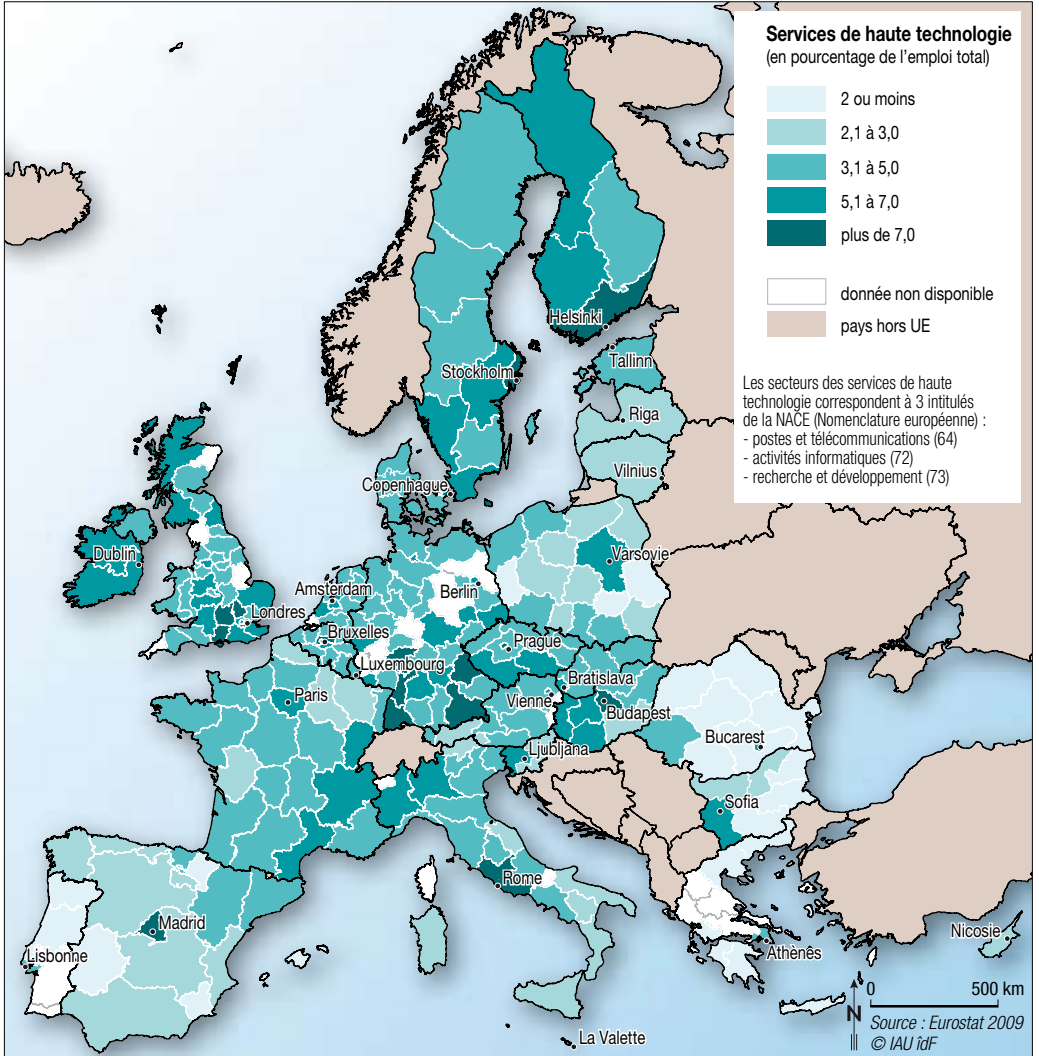 Services de haute technologie
(en pourcentage de l'emploi total)
2 ou moins
2,1 à 3,0
3,1 à 5,0
5,1 à 7,0
plus de 7,0
donnée non disponible
pays hors UE
Les secteurs des services de haute
technologie correspondent à 3 intitulés
de la NACE (Nomenclature européenne) :
- postes et télécommunications (64)
- activités informatiques (72)
- recherche et développement (73)
Helsinki
Tallinn
Stockholm
Riga
Vilnius
Copenhague
Dublin
Varsovie
Amsterdam
Berlin
Londres
Bruxelles
Prague
Luxembourg
Bratislava
Paris
Vienne
Budapest
Ljubljana
Bucarest
Sofia
Rome
Madrid
Lisbonne
Athènês
Nicosie
La Valette
0 500 km
N
Source : Eurostat 2009
© IAU îdF